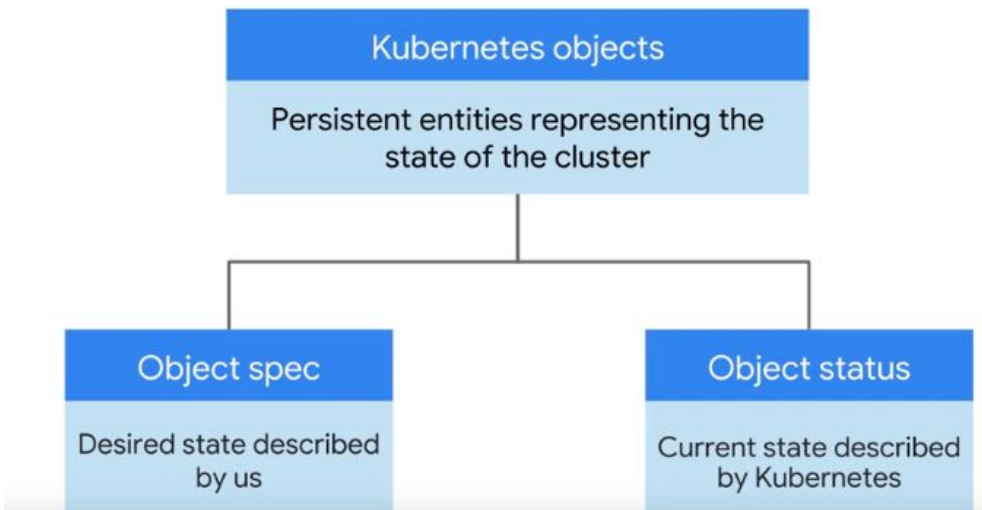 Kubernetes objects
Persistent entities representing the
state of the cluster
Object spec
Desired state described
by us
Object status
Current state described
by Kubernetes